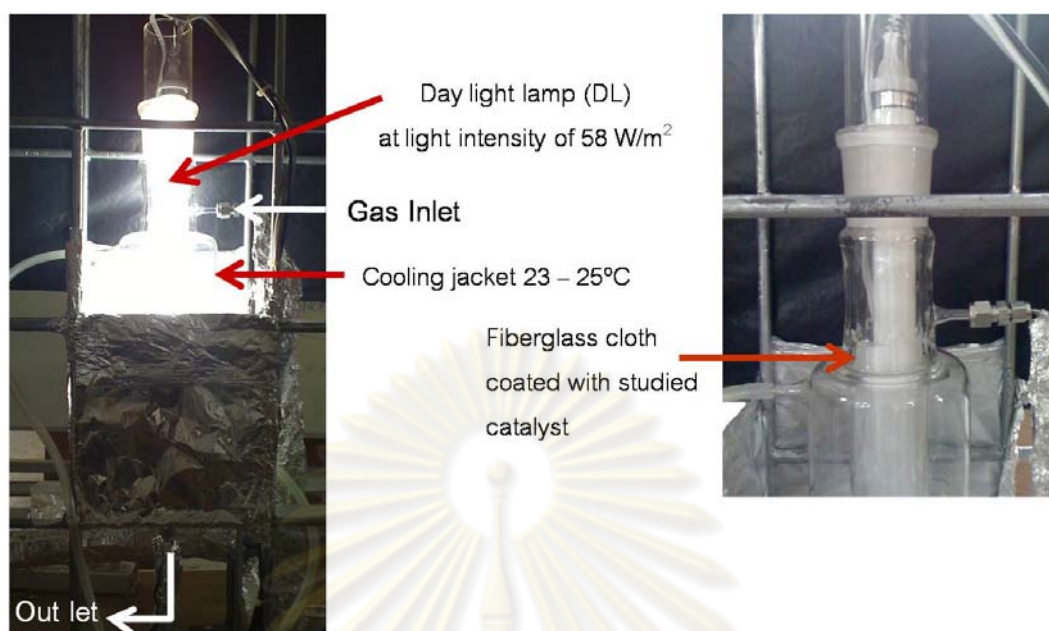 Day light lamp (DL)
at light intensity of 58 W/m²
Gas Inlet
Cooling jacket 23 – 25ºC
Fiberglass cloth
coated with studied
catalyst
Out let